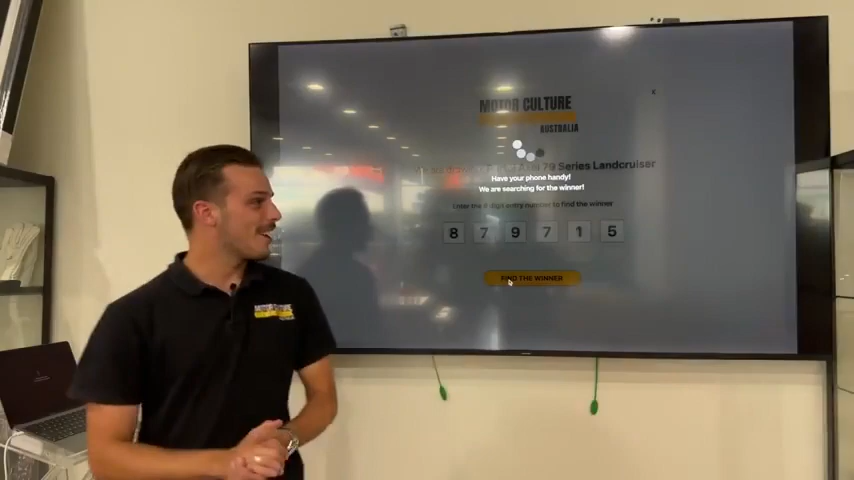 MOTOR CULTURE
AUSTRALIA
79 Series Landcruiser
Have your phone handy!
We are searching for the winner!
Enter the 6 digit entry number to find the winner
8 7 9 7 1 5
FIND THE WINNER